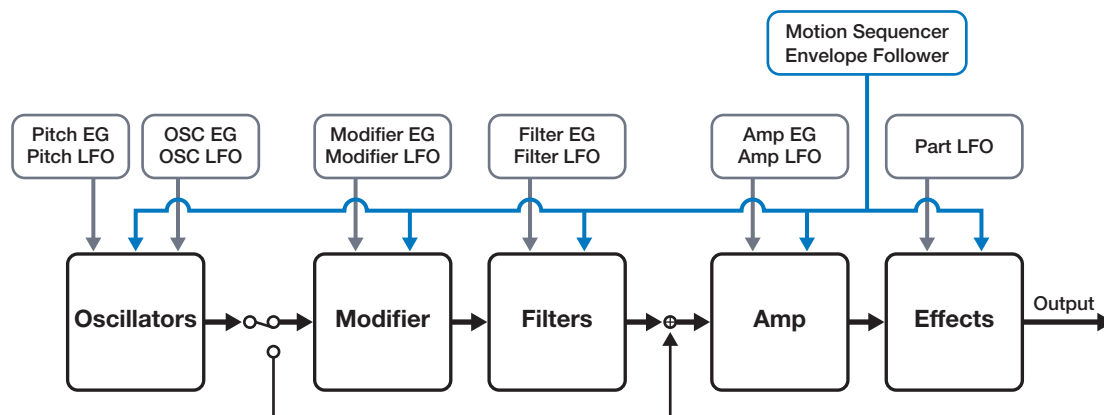 Motion Sequencer
Envelope Follower
Pitch EG
Pitch LFO
OSC EG
OSC LFO
Modifier EG
Modifier LFO
Filter EG
Filter LFO
Amp EG
Amp LFO
Part LFO
Oscillators
Modifier
Filters
Amp
Effects
Output